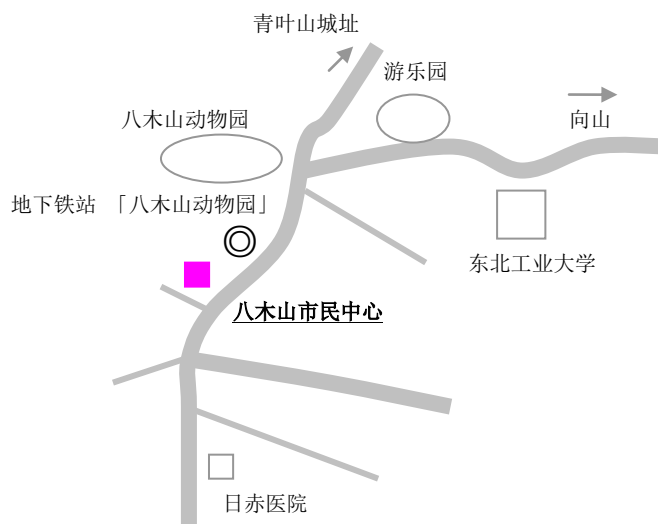 青叶山城址
游乐园
八木山动物园
向山
地下铁站 「八木山动物园」
东北工业大学
八木山市民中心
日赤医院